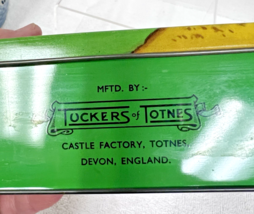 MFTD. BY:-
TUCKERS of TOTNES
CASTLE FACTORY, TOTNES,
DEVON, ENGLAND.